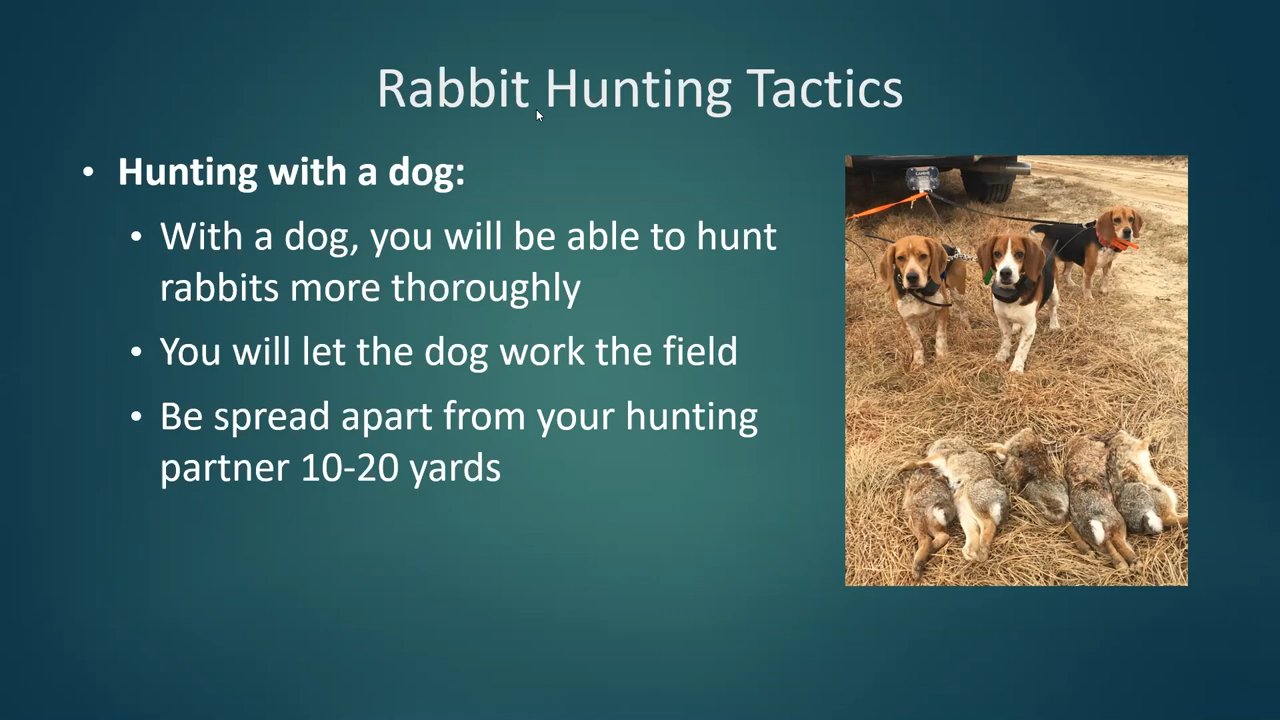 Rabbit Hunting Tactics
• Hunting with a dog:
• With a dog, you will be able to hunt
rabbits more thoroughly
• You will let the dog work the field
• Be spread apart from your hunting
partner 10-20 yards